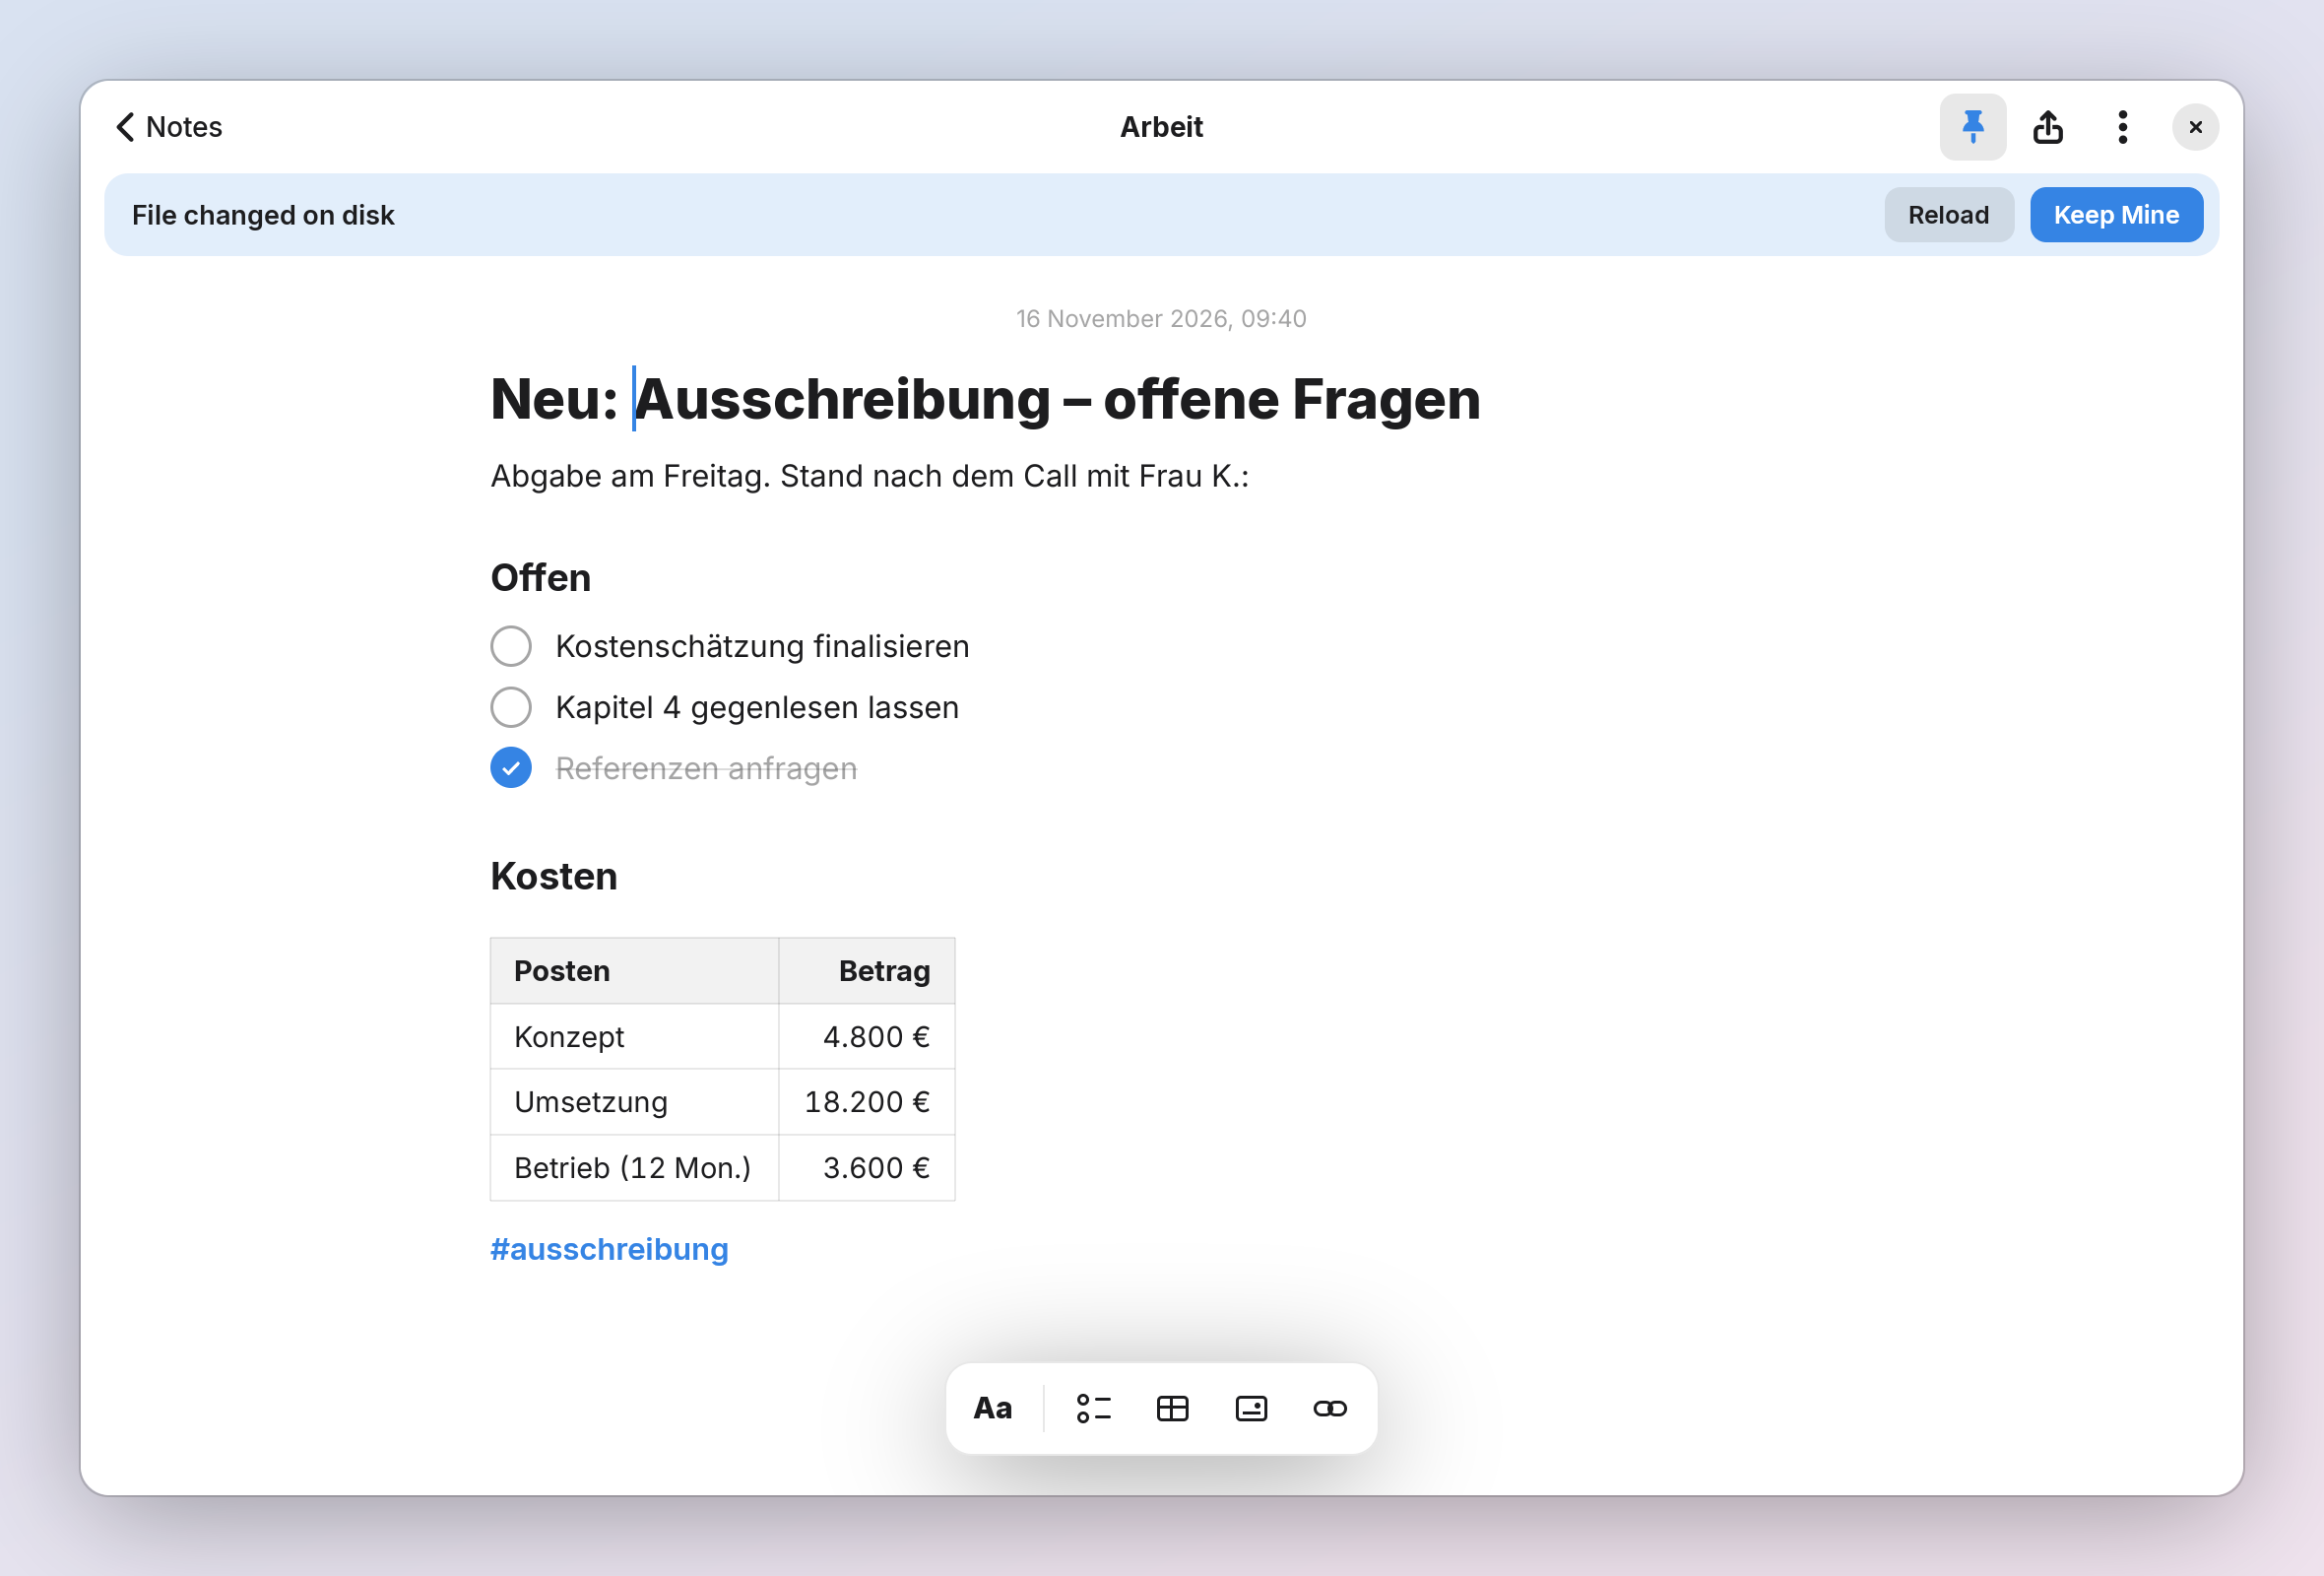 Notes
Arbeit
File changed on disk
Reload
Keep Mine
16 November 2026, 09:40
Neu: Ausschreibung – offene Fragen
Abgabe am Freitag. Stand nach dem Call mit Frau K.:
Offen
Kostenschätzung finalisieren
Kapitel 4 gegenlesen lassen
Referenzen anfragen
Kosten
Posten Betrag
Konzept 4.800 €
Umsetzung 18.200 €
Betrieb (12 Mon.) 3.600 €
#ausschreibung
Aa